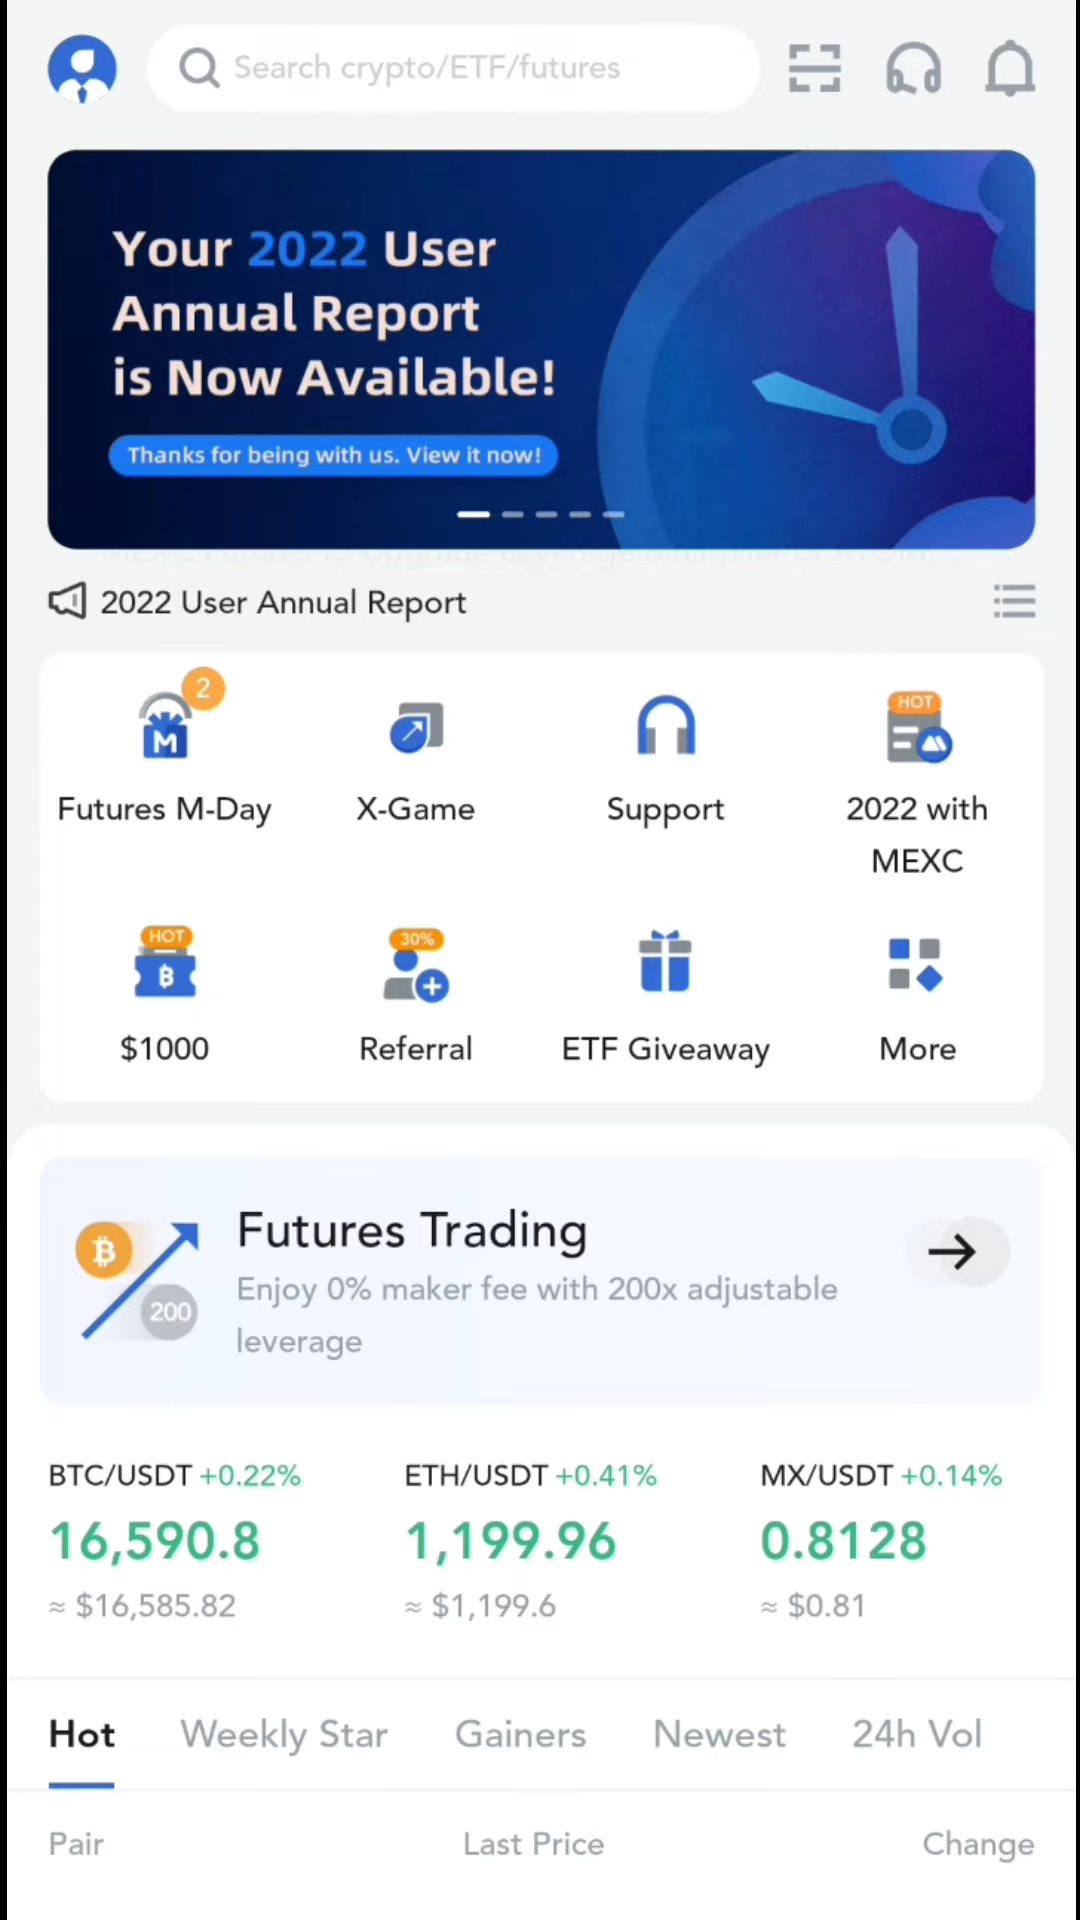 Search crypto/ETF/futures
Your 2022 User
Annual Report
is Now Available!
Thanks for being with us. View it now!
2022 User Annual Report
2
M
Futures M-Day
X-Game
Support
HOT
2022 with
MEXC
HOT
$1000
30%
Referral
ETF Giveaway
More
Futures Trading
200
Enjoy 0% maker fee with 200x adjustable
leverage
BTC/USDT +0.22%
16,590.8
≈ $16,585.82
ETH/USDT +0.41%
1,199.96
≈ $1,199.6
MX/USDT +0.14%
0.8128
≈ $0.81
Hot
Weekly Star
Gainers
Newest
24h Vol
Pair
Last Price
Change